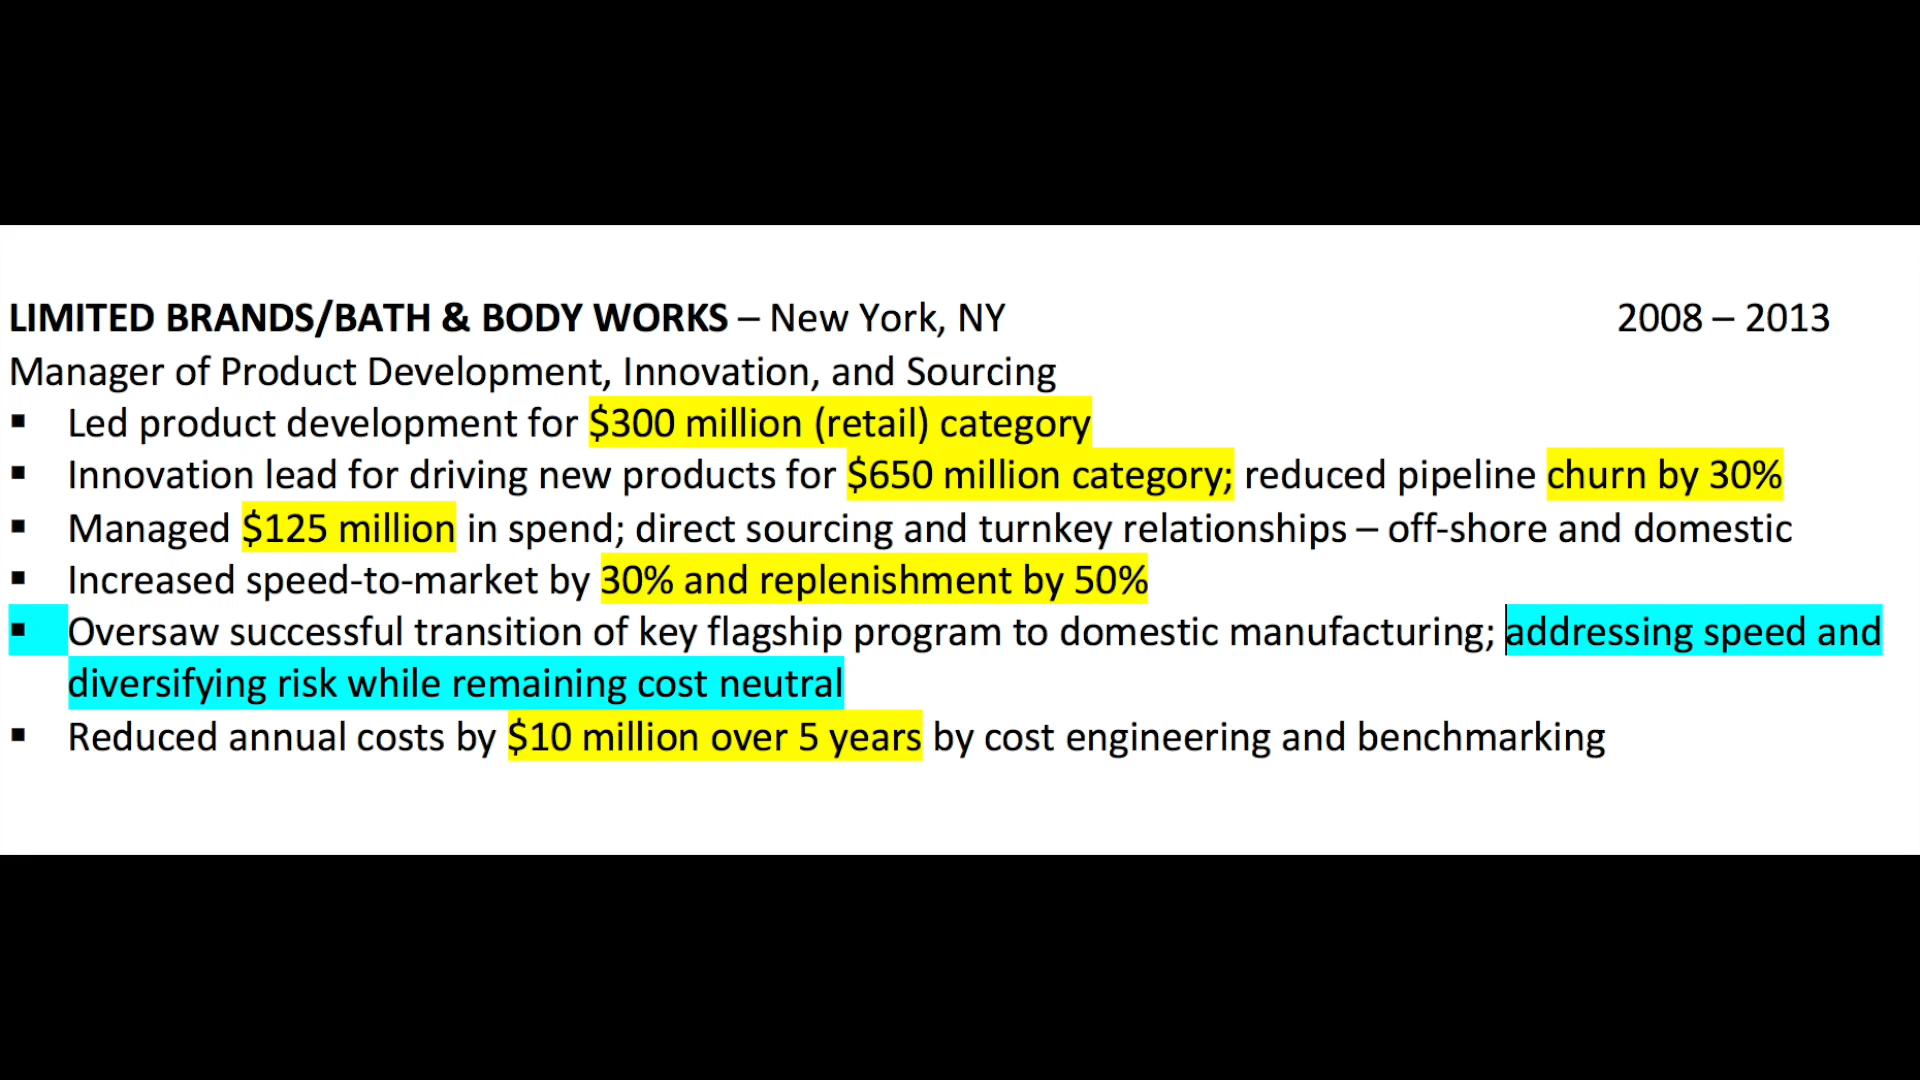 LIMITED BRANDS/BATH & BODY WORKS – New York, NY 2008 – 2013
Manager of Product Development, Innovation, and Sourcing
▪ Led product development for $300 million (retail) category
▪ Innovation lead for driving new products for $650 million category; reduced pipeline churn by 30%
▪ Managed $125 million in spend; direct sourcing and turnkey relationships – off-shore and domestic
▪ Increased speed-to-market by 30% and replenishment by 50%
▪ Oversaw successful transition of key flagship program to domestic manufacturing; addressing speed and
diversifying risk while remaining cost neutral
▪ Reduced annual costs by $10 million over 5 years by cost engineering and benchmarking